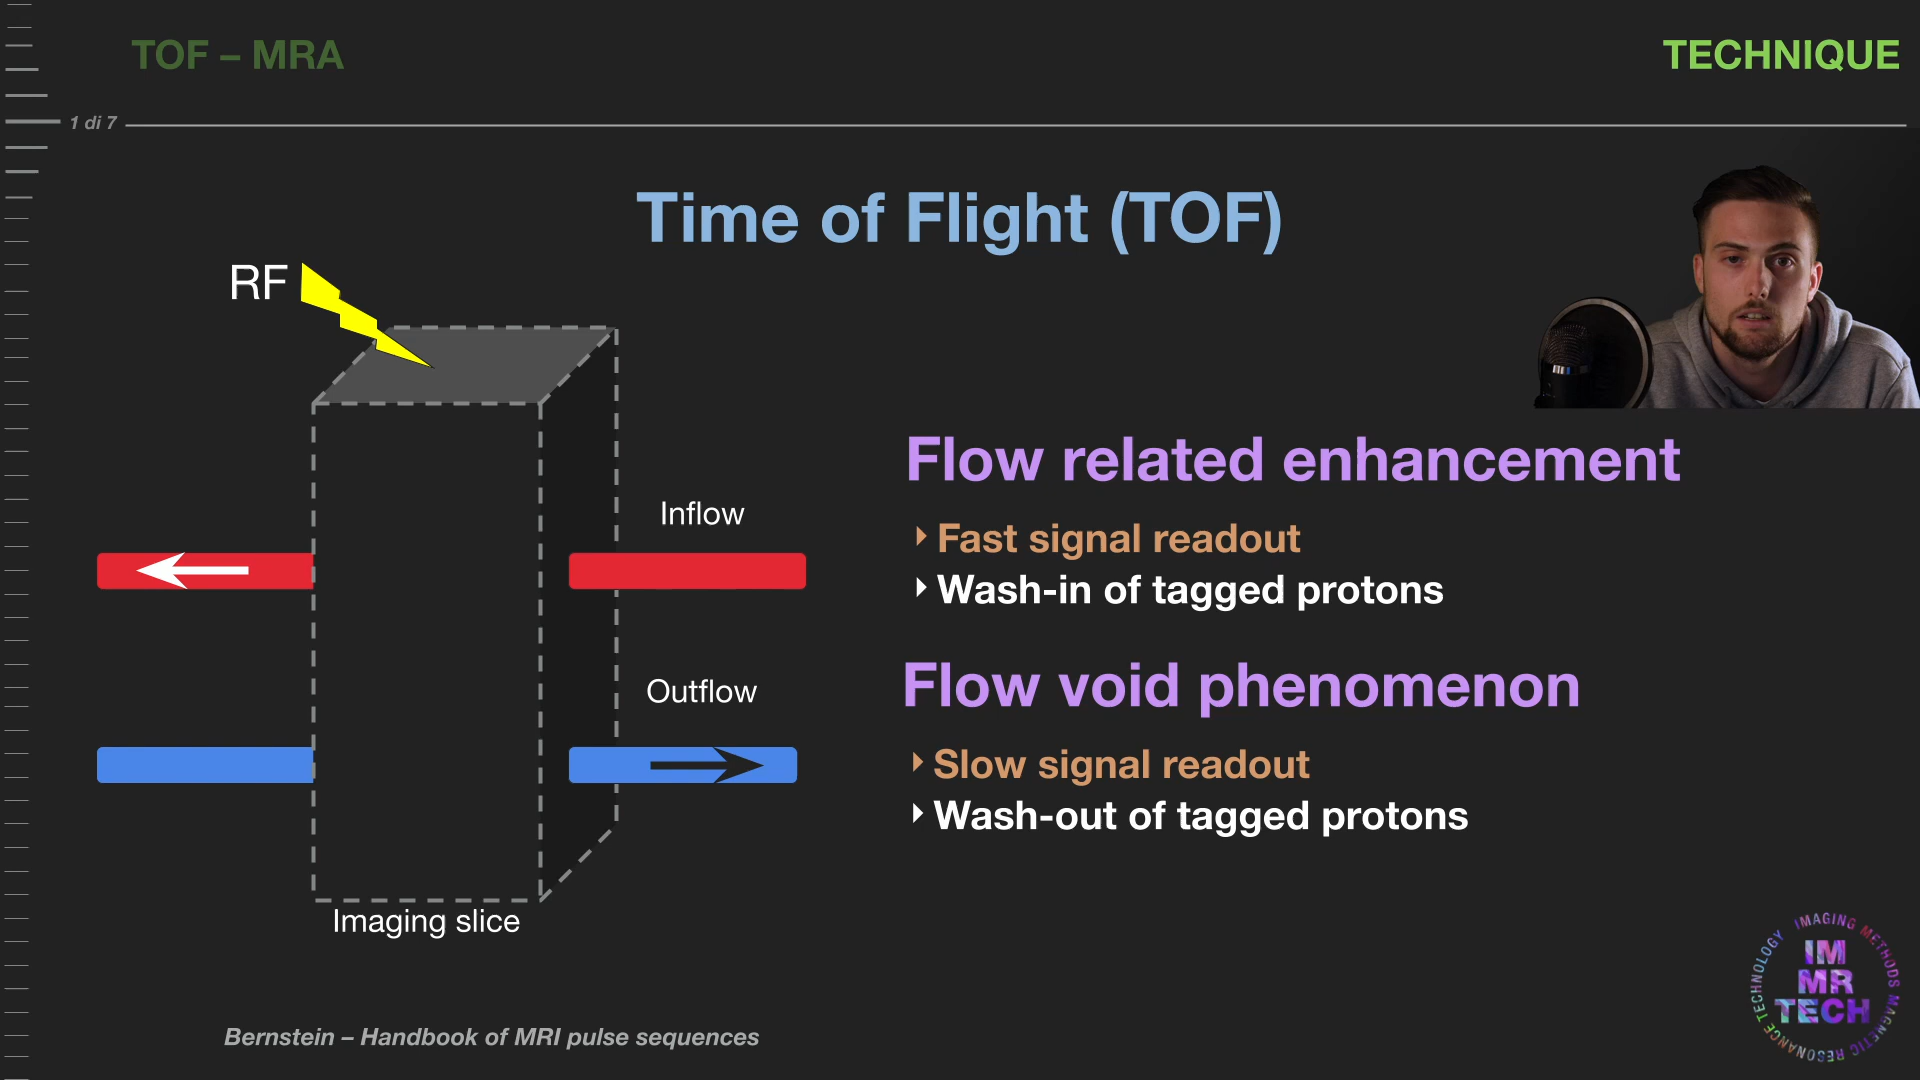 TOF – MRA
TECHNIQUE
1 di 7
Time of Flight (TOF)
RF
Flow related enhancement
Inflow
Fast signal readout
Wash-in of tagged protons
Flow void phenomenon
Outflow
Slow signal readout
Wash-out of tagged protons
Imaging slice
IMAGING METHODS MAGNETIC RESONANCE TECHNOLOGY
IM
MR
TECH
Bernstein – Handbook of MRI pulse sequences